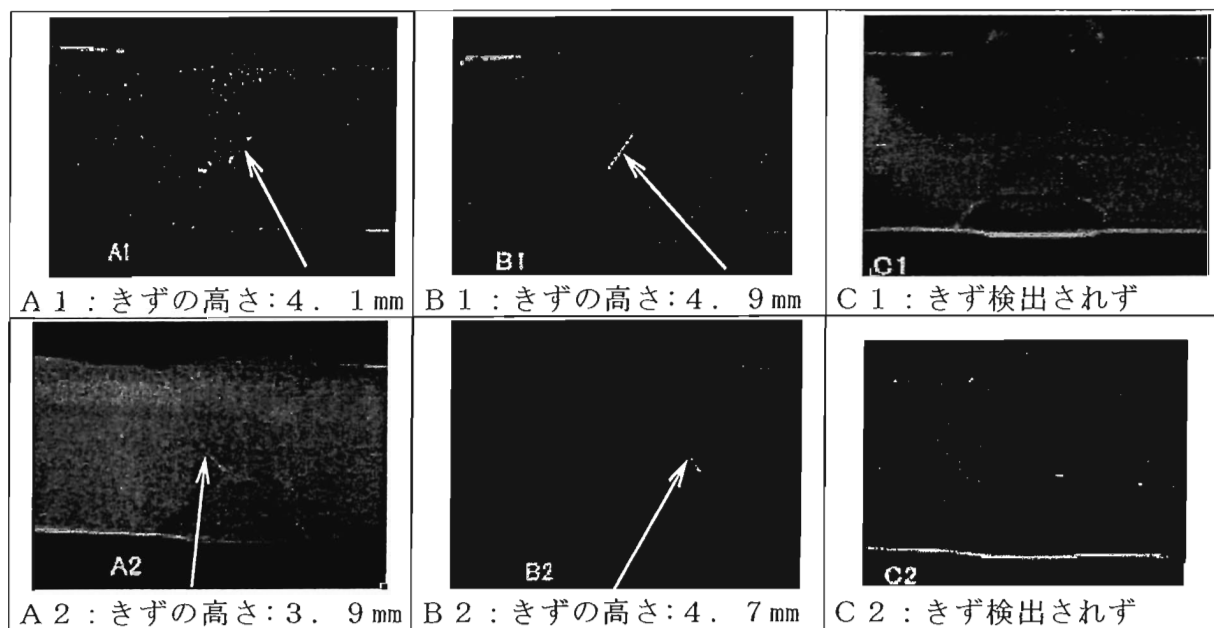 A1
B1
C1
A1：きずの高さ：4．1mm
B1：きずの高さ：4．9mm
C1：きず検出されず
A2
B2
C2
A2：きずの高さ：3．9mm
B2：きずの高さ：4．7mm
C2：きず検出されず